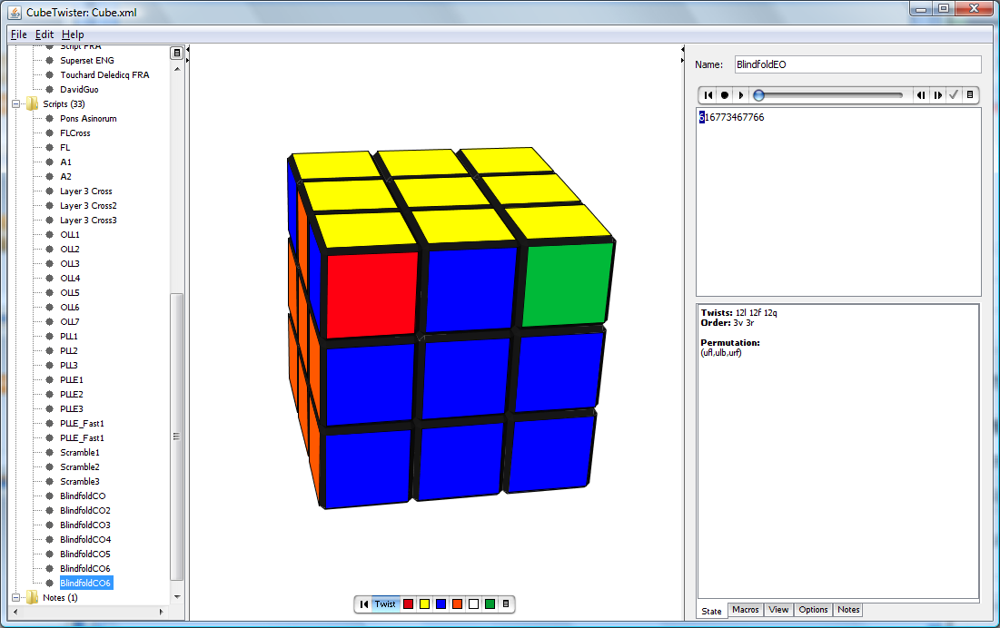 CubeTwister: Cube.xml
File Edit Help
Script FRA
Superset ENG
Touchard Deledicq FRA
DavidGuo
Scripts (33)
Pons Asinorum
FLCross
FL
A1
A2
Layer 3 Cross
Layer 3 Cross2
Layer 3 Cross3
OLL1
OLL2
OLL3
OLL4
OLL5
OLL6
OLL7
PLL1
PLL2
PLL3
PLLE1
PLLE2
PLLE3
PLLE_Fast1
PLLE_Fast1
Scramble1
Scramble2
Scramble3
BlindfoldCO
BlindfoldCO2
BlindfoldCO3
BlindfoldCO4
BlindfoldCO5
BlindfoldCO6
BlindfoldCO6
Notes (1)
Twist
Name: BlindfoldEO
616773467766
Twists: 12l 12f 12q
Order: 3v 3r
Permutation:
(ufl,ulb,urf)
State Macros View Options Notes